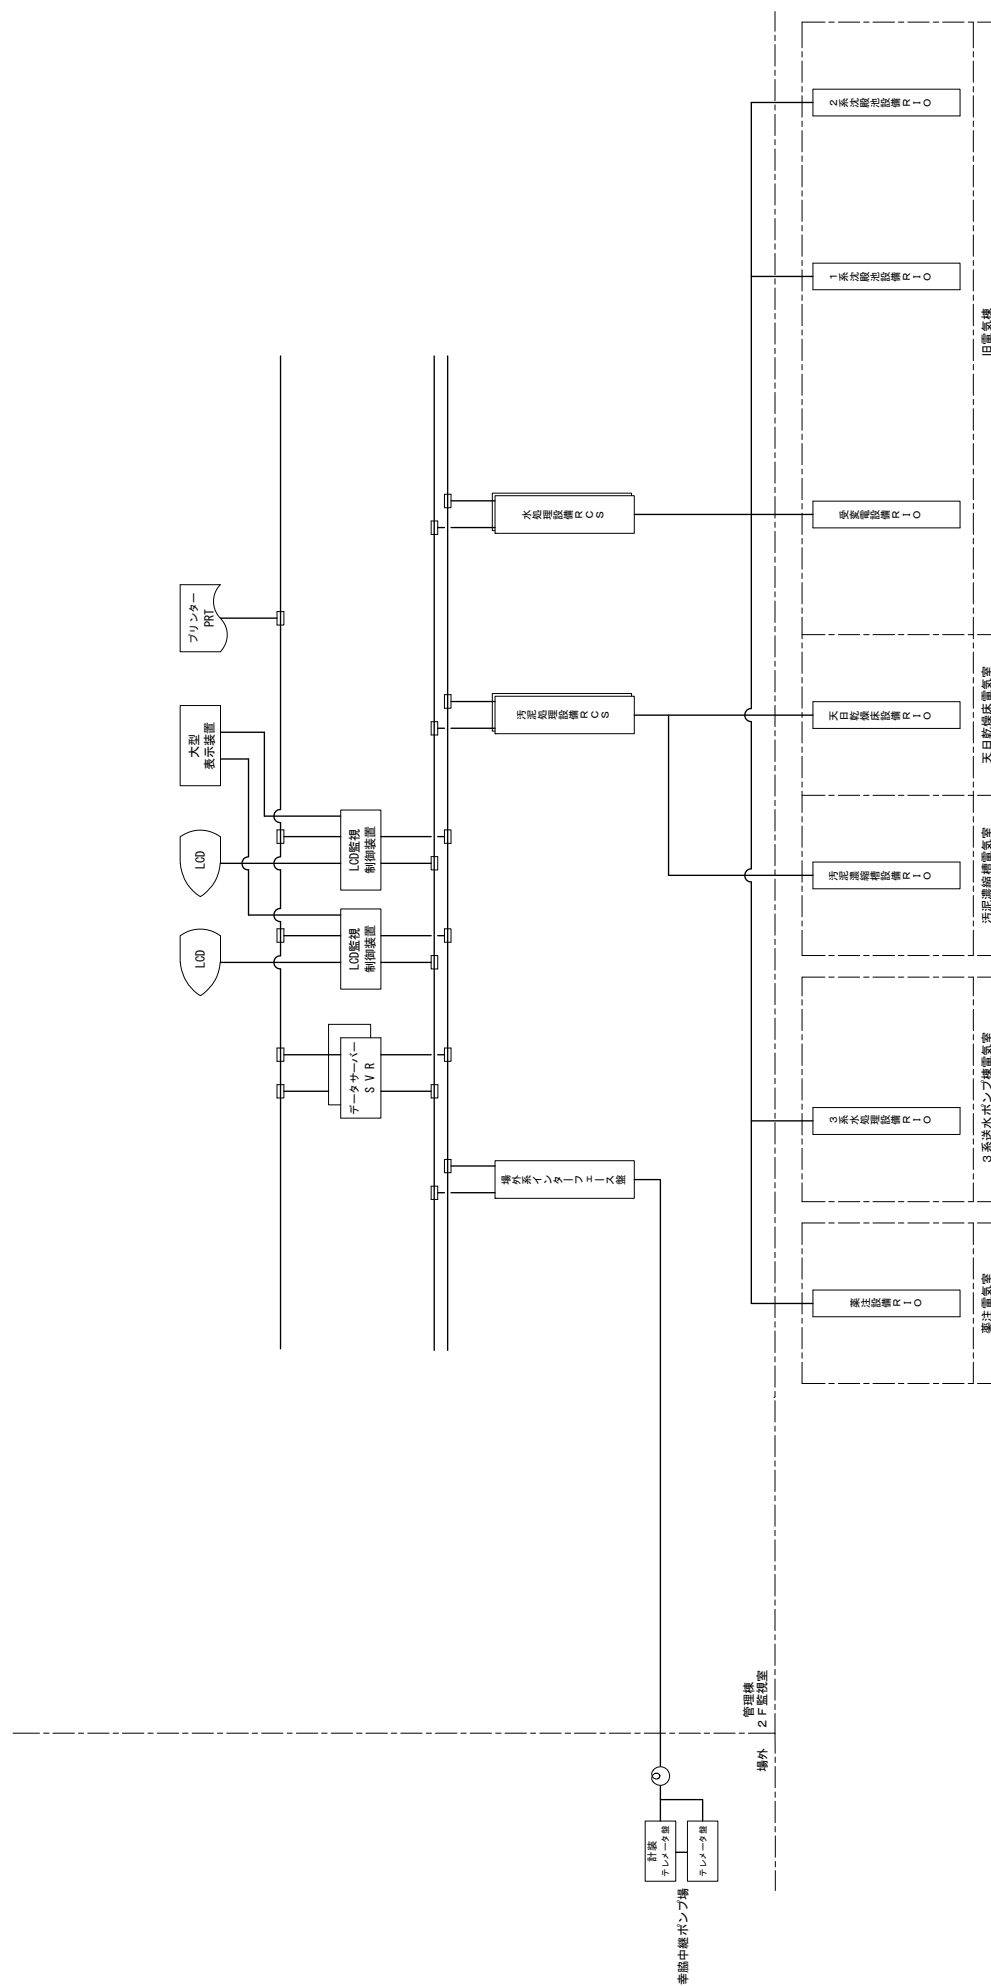 プリンター
PRT
大型
表示装置
LCD
LCD
LCD監視
制御装置
LCD監視
制御装置
データサーバー
ＳＶＲ
水処理設備ＲＣＳ
汚泥処理設備ＲＣＳ
場外系インターフェース盤
２系沈殿池設備ＲＩＯ
１系沈殿池設備ＲＩＯ
受変電設備ＲＩＯ
天日乾燥床設備ＲＩＯ
汚泥濃縮槽設備ＲＩＯ
３系水処理設備ＲＩＯ
薬注設備ＲＩＯ
旧電気棟
天日乾燥床電気室
汚泥濃縮槽電気室
３系送水ポンプ棟電気室
薬注電気室
管理棟
２Ｆ監視室
場外
計装
テレメータ盤
テレメータ盤
幸脇中継ポンプ場